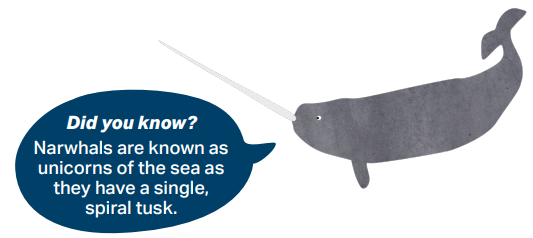 Did you know?
Narwhals are known as
unicorns of the sea as
they have a single,
spiral tusk.